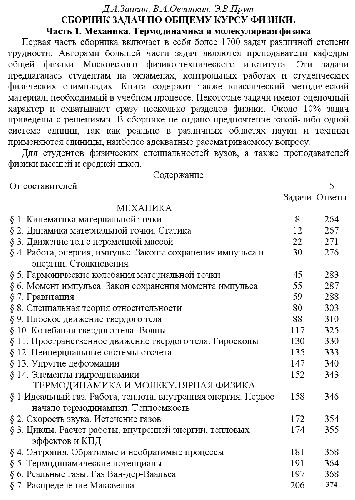 Д.А.Заикин, В.А.Овчинкин, Э.В.Прут
СБОРНИК ЗАДАЧ ПО ОБЩЕМУ КУРСУ ФИЗИКИ.
Часть 1. Механика. Термодинамика и молекулярная физика
Первая часть сборника включает в себя более 1300 задач различной степени
трудности. Авторами большей части задач являются преподаватели кафедры
общей физики Московского физико-технического института. Эти задачи
предлагались студентам на экзаменах, контрольных работах и студенческих
физических олимпиадах. Книга содержит также классический методический
материал, необходимый в учебном процессе. Некоторые задачи имеют оценочный
характер и охватывают сразу несколько разделов физики. Около 30% задач
приведены с решениями. В сборнике не отдано предпочтение какой-либо одной
системе единиц, так как реально в различных областях науки и техники
применяются единицы, наиболее адекватные рассматриваемому вопросу.
Для студентов физических специальностей вузов, а также преподавателей
физики высшей и средней школ.
Содержание
От составителей 5
Задачи Ответы
МЕХАНИКА
§ 1. Кинематика материальной точки 8 264
§ 2. Динамика материальной точки. Статика 12 267
§ 3. Движение тел с переменной массой 22 271
§ 4. Работа, энергия, импульс. Законы сохранения импульса и 30 276
энергии. Столкновения
§ 5. Гармонические колебания материальной точки 45 283
§ 6. Момент импульса. Закон сохранения момента импульса 55 287
§ 7. Гравитация 59 288
§ 8. Специальная теория относительности 80 303
§ 9. Плоское движение твердого тела 88 310
§ 10. Колебания твердого тела. Волны 117 325
§ 11. Пространственное движение твердого тела. Гироскопы 130 330
§ 12. Неинерциальные системы отсчета 135 333
§ 13. Упругие деформации 147 340
§ 14. Элементы гидродинамики 152 343
ТЕРМОДИНАМИКА И МОЛЕКУЛЯРНАЯ ФИЗИКА
§ 1 Идеальный газ. Работа, теплота, внутренняя энергия. Первое 158 346
начало термодинамики. Теплоемкость
§ 2. Скорость звука. Истечение газов 172 354
§ 3. Циклы. Расчет работы, внутренней энергии, тепловых 174 355
эффектов и КПД
§ 4. Энтропия. Обратимые и необратимые процессы 181 358
§ 5. Термодинамические потенциалы 191 364
§ 6. Реальные газы. Газ Ван-дер-Ваальса 197 368
§ 7. Распределение Максвелла 206 374